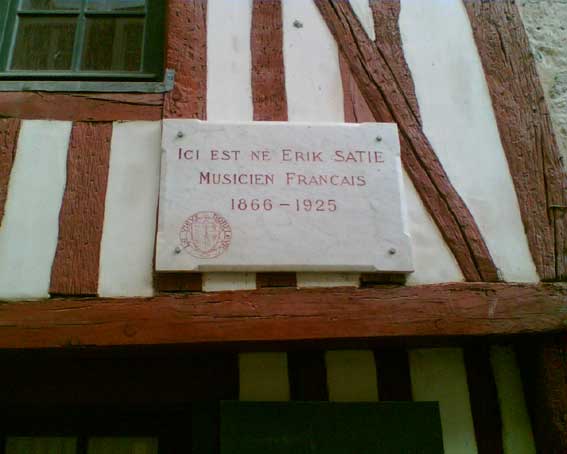 ICI EST NÉ ERIK SATIE
MUSICIEN FRANÇAIS
1866 – 1925